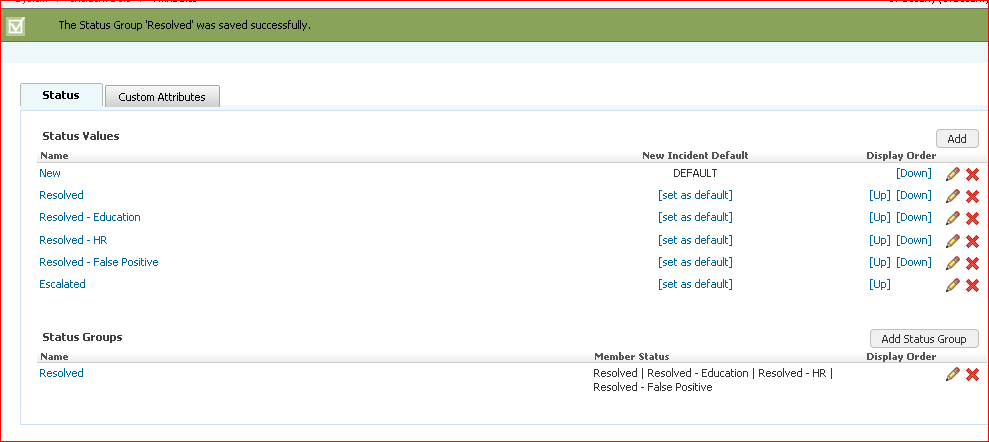 The Status Group 'Resolved' was saved successfully.
Status Custom Attributes
Status Values
Add
Name New Incident Default Display Order
New DEFAULT [Down]
Resolved [set as default] [Up] [Down]
Resolved - Education [set as default] [Up] [Down]
Resolved - HR [set as default] [Up] [Down]
Resolved - False Positive [set as default] [Up] [Down]
Escalated [set as default] [Up]
Status Groups
Add Status Group
Name Member Status Display Order
Resolved Resolved | Resolved - Education | Resolved - HR |
Resolved - False Positive